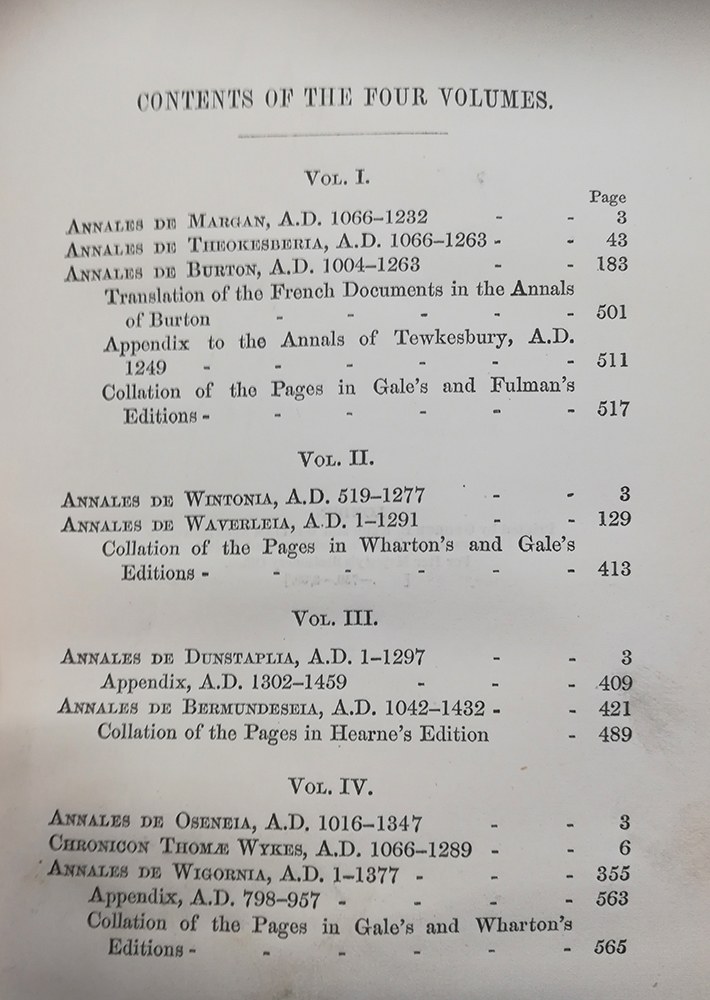 CONTENTS OF THE FOUR VOLUMES.
VOL. I.
Page
ANNALES DE MARGAN, A.D. 1066–1232 - - 3
ANNALES DE THEOKESBERIA, A.D. 1066–1263 - - 43
ANNALES DE BURTON, A.D. 1004–1263 - - 183
Translation of the French Documents in the Annals
of Burton - - - - - 501
Appendix to the Annals of Tewkesbury, A.D.
1249 - - - - - - 511
Collation of the Pages in Gale's and Fulman's
Editions - - - - - - 517
VOL. II.
ANNALES DE WINTONIA, A.D. 519–1277 - - 3
ANNALES DE WAVERLEIA, A.D. 1–1291 - - 129
Collation of the Pages in Wharton's and Gale's
Editions - - - - - - 413
VOL. III.
ANNALES DE DUNSTAPLIA, A.D. 1–1297 - - 3
Appendix, A.D. 1302–1459 - - - 409
ANNALES DE BERMUNDESEIA, A.D. 1042–1432 - - 421
Collation of the Pages in Hearne's Edition - 489
VOL. IV.
ANNALES DE OSENEIA, A.D. 1016–1347 - - 3
CHRONICON THOMÆ WYKES, A.D. 1066–1289 - - 6
ANNALES DE WIGORNIA, A.D. 1–1377 - - - 355
Appendix, A.D. 798–957 - - - - 563
Collation of the Pages in Gale's and Wharton's
Editions - - - - - - 565